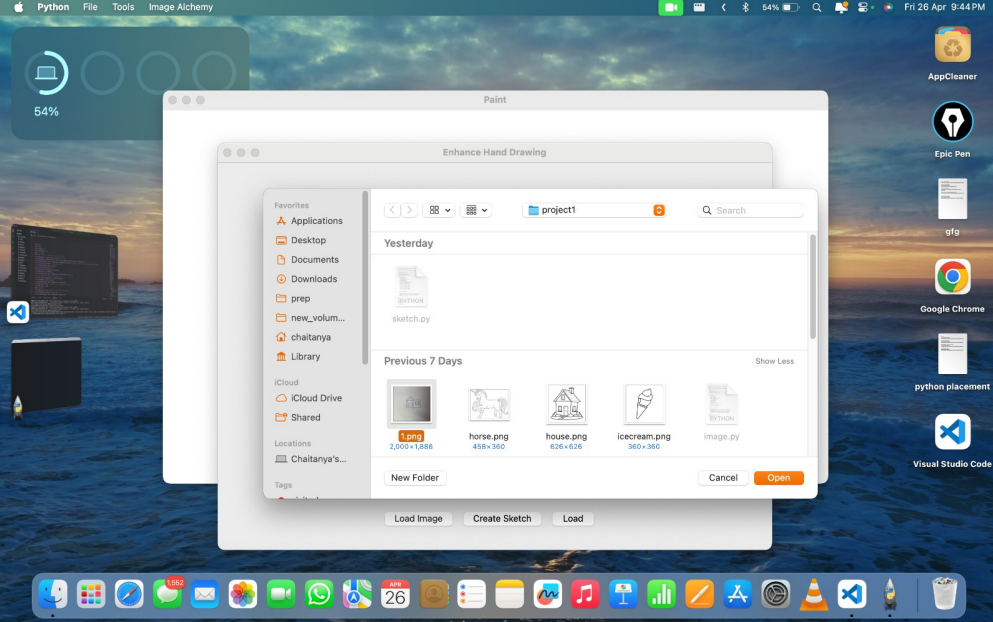 Python File Tools Image Alchemy 54% Fri 26 Apr 9:44 PM
54%
AppCleaner
Epic Pen
gfg
Google Chrome
python placement
Visual Studio Code
Paint
Enhance Hand Drawing
Favorites
Applications
Desktop
Documents
Downloads
prep
new_volum...
chaitanya
Library
iCloud
iCloud Drive
Shared
Locations
Chaitanya's...
Tags
project1
Search
Yesterday
PYTHON
sketch.py
Previous 7 Days Show Less
PYTHON
1.png horse.png house.png icecream.png image.py
2,000×1,886 458×360 626×626 360×360
New Folder Cancel Open
Load Image Create Sketch Load
1,552
APR
26